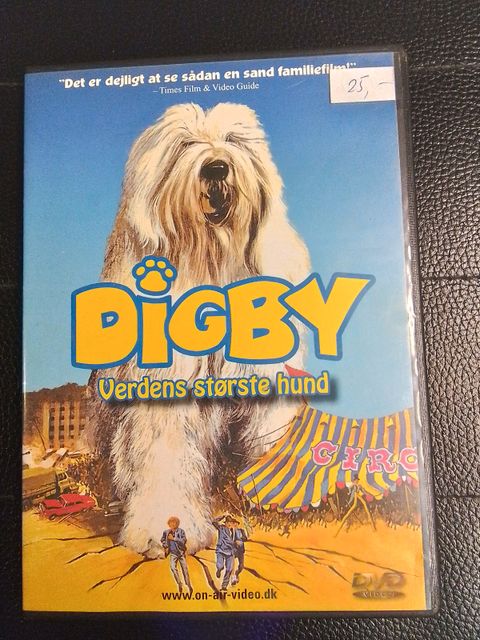 "Det er dejligt at se sådan en sand familiefilm!"
– Times Film & Video Guide
25,-
DiGBY
Verdens største hund
CIRC
www.on-air-video.dk
DVD
VIDEO